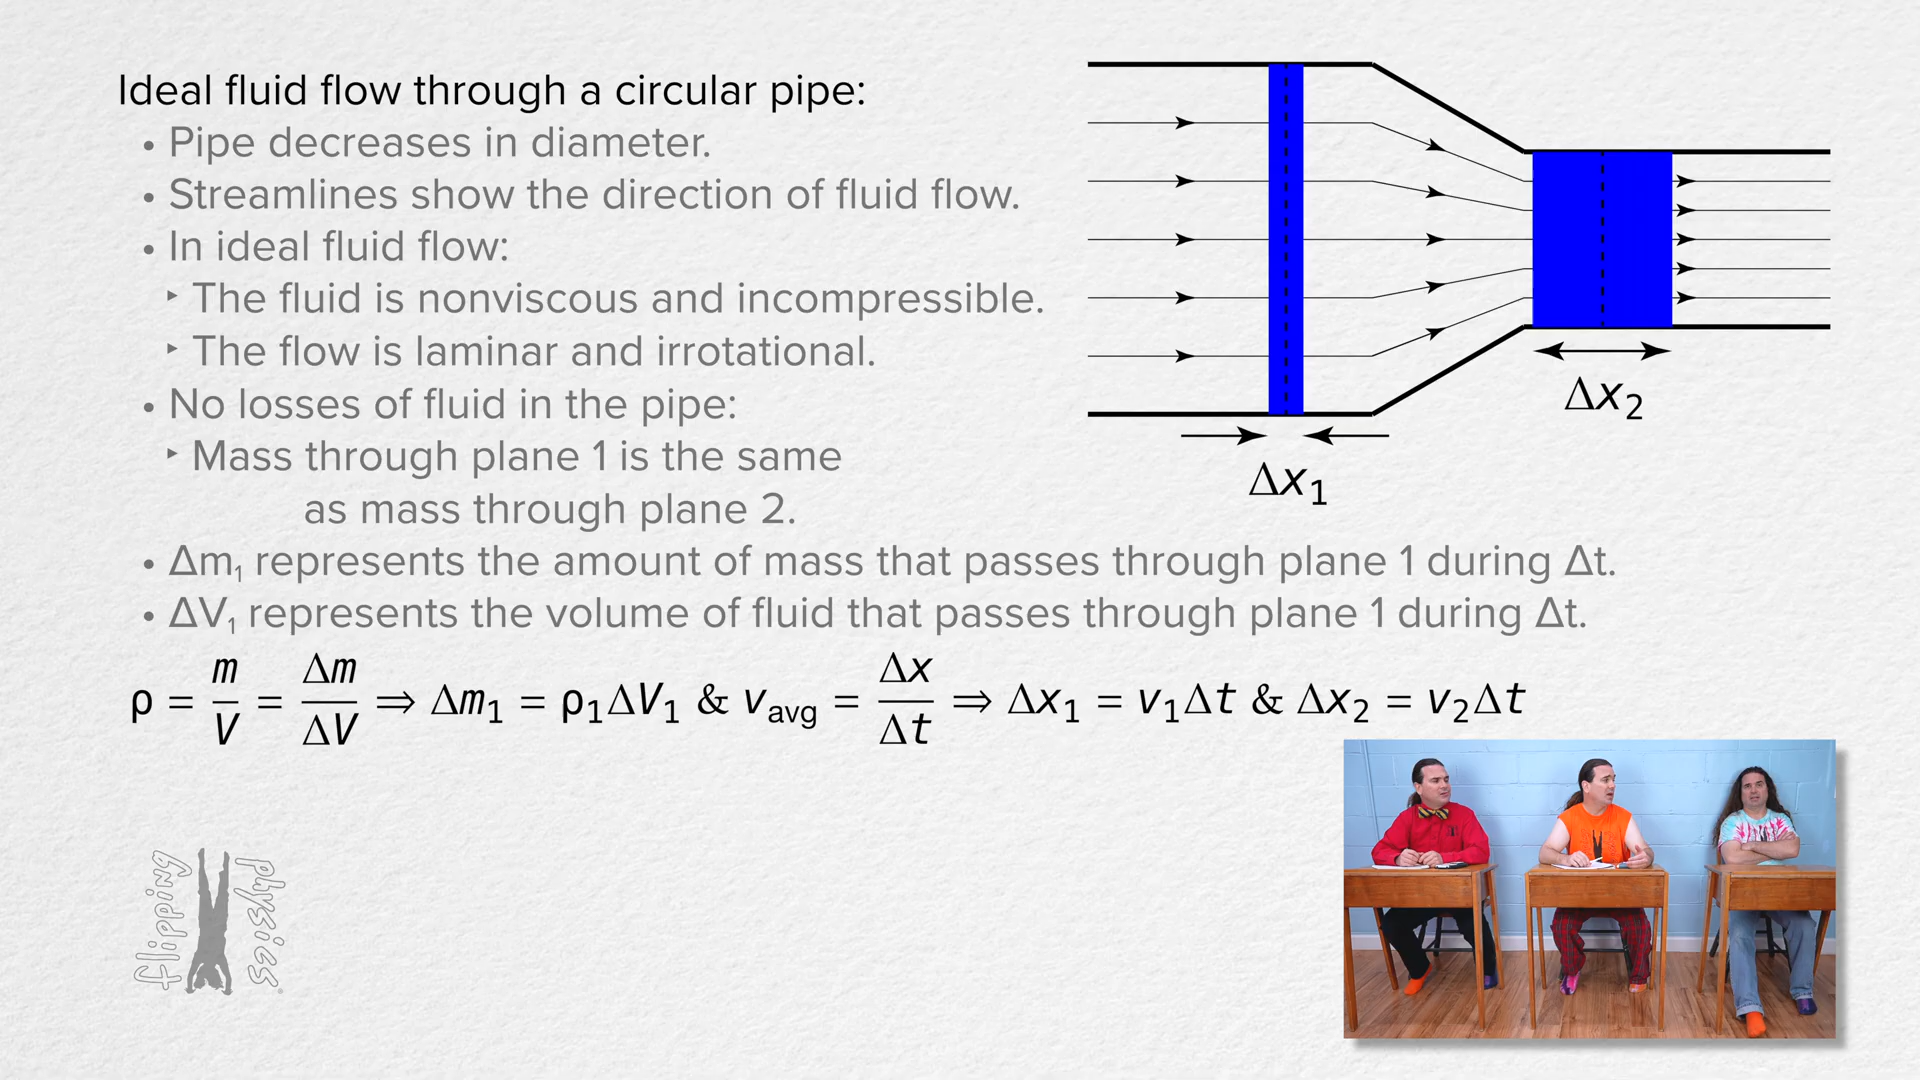 Ideal fluid flow through a circular pipe:
• Pipe decreases in diameter.
• Streamlines show the direction of fluid flow.
• In ideal fluid flow:
‣ The fluid is nonviscous and incompressible.
‣ The flow is laminar and irrotational.
• No losses of fluid in the pipe:
‣ Mass through plane 1 is the same
as mass through plane 2.
• Δm₁ represents the amount of mass that passes through plane 1 during Δt.
• ΔV₁ represents the volume of fluid that passes through plane 1 during Δt.
ρ = m/V = Δm/ΔV ⇒ Δm₁ = ρ₁ΔV₁ & v_avg = Δx/Δt ⇒ Δx₁ = v₁Δt & Δx₂ = v₂Δt
Δx₂
Δx₁
flipping
physics